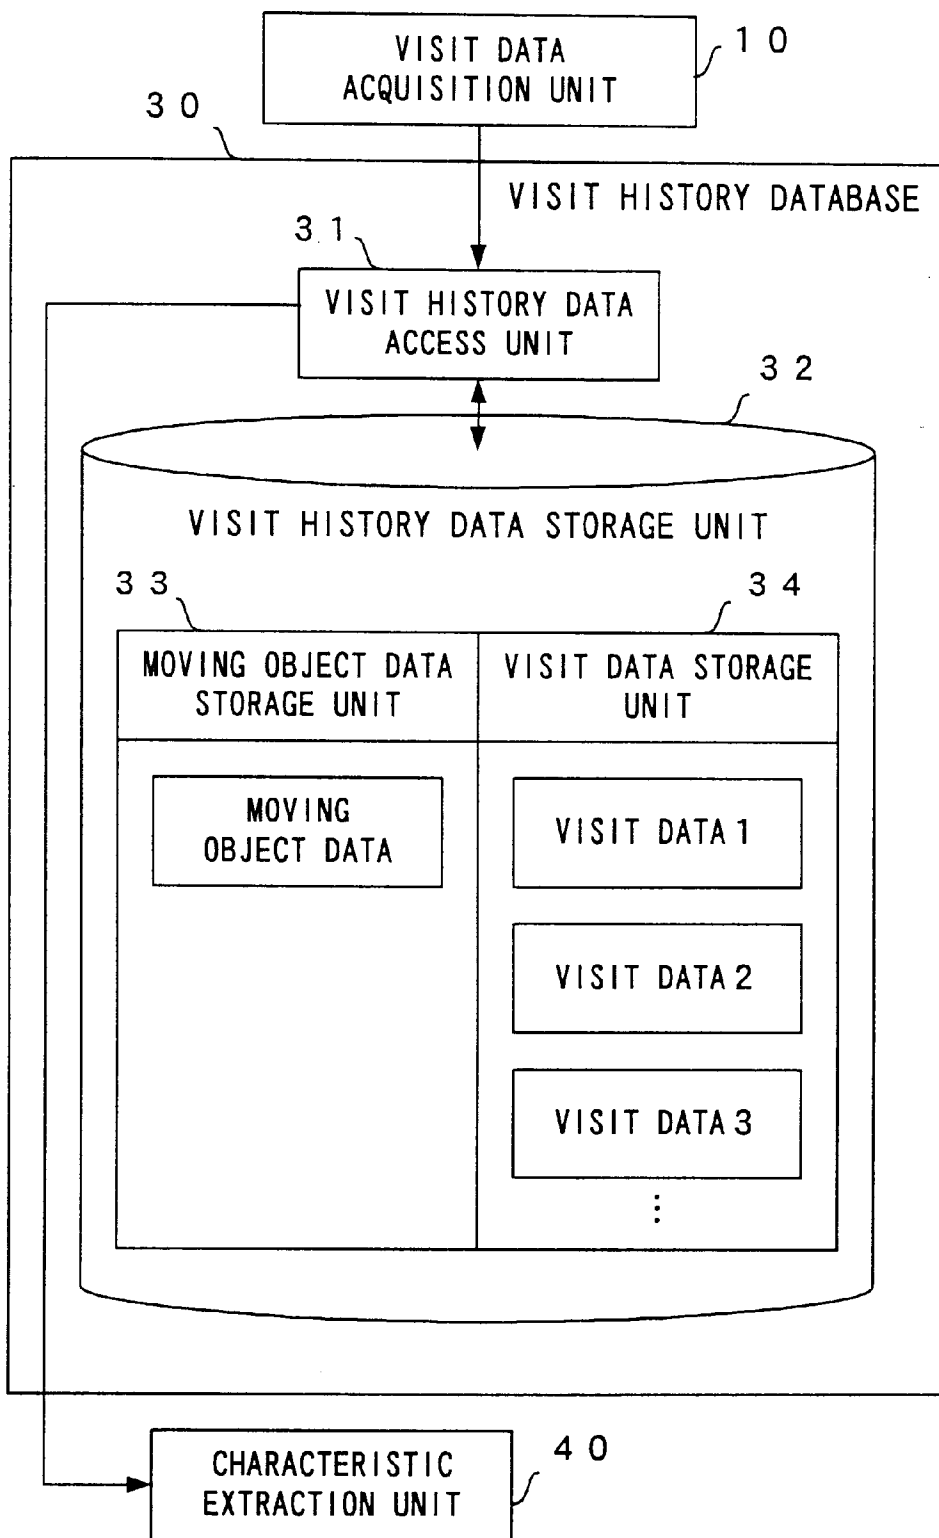 VISIT DATA
ACQUISITION UNIT
10
30
VISIT HISTORY DATABASE
31
VISIT HISTORY DATA
ACCESS UNIT
32
VISIT HISTORY DATA STORAGE UNIT
33
34
MOVING OBJECT DATA
STORAGE UNIT
VISIT DATA STORAGE
UNIT
MOVING
OBJECT DATA
VISIT DATA 1
VISIT DATA 2
VISIT DATA 3
⋮
CHARACTERISTIC
EXTRACTION UNIT
40